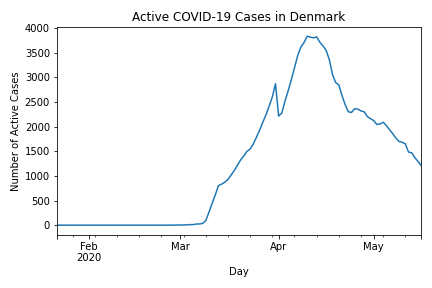 Active COVID-19 Cases in Denmark
4000
3500
3000
2500
2000
1500
1000
500
0
Number of Active Cases
Feb
2020
Mar
Apr
May
Day